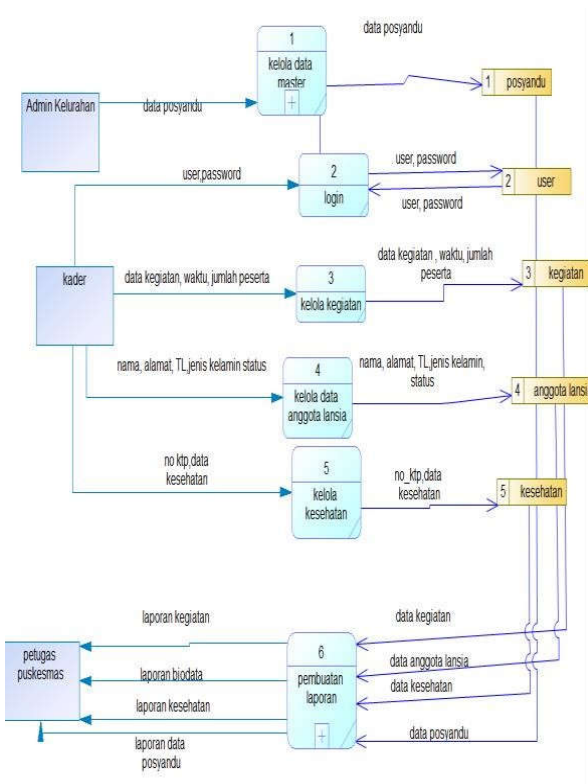 data posyandu
1
kelola data
master
+
1 posyandu
Admin Kelurahan
data posyandu
user,password
2
login
user, password
user, password
2 user
kader
data kegiatan, waktu, jumlah peserta
3
kelola kegiatan
data kegiatan , waktu, jumlah
peserta
3 kegiatan
nama, alamat, TL,jenis kelamin status
4
kelola data
anggota lansia
nama, alamat, TL,jenis kelamin,
status
4 anggota lansi
no ktp,data
kesehatan
5
kelola
kesehatan
no_ktp,data
kesehatan
5 kesehatan
petugas
puskesmas
laporan kegiatan
laporan biodata
laporan kesehatan
laporan data
posyandu
6
pembuatan
laporan
+
data kegiatan
data anggota lansia
data kesehatan
data posyandu